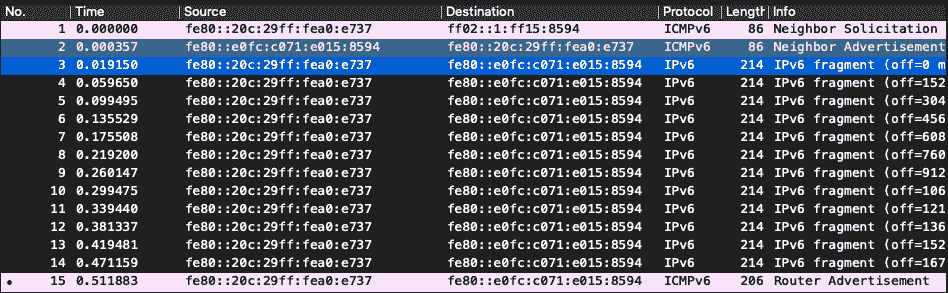 No. Time Source Destination Protocol Length Info
1 0.000000 fe80::20c:29ff:fea0:e737 ff02::1:ff15:8594 ICMPv6 86 Neighbor Solicitation
2 0.000357 fe80::e0fc:c071:e015:8594 fe80::20c:29ff:fea0:e737 ICMPv6 86 Neighbor Advertisement
3 0.019150 fe80::20c:29ff:fea0:e737 fe80::e0fc:c071:e015:8594 IPv6 214 IPv6 fragment (off=0 m
4 0.059650 fe80::20c:29ff:fea0:e737 fe80::e0fc:c071:e015:8594 IPv6 214 IPv6 fragment (off=152
5 0.099495 fe80::20c:29ff:fea0:e737 fe80::e0fc:c071:e015:8594 IPv6 214 IPv6 fragment (off=304
6 0.135529 fe80::20c:29ff:fea0:e737 fe80::e0fc:c071:e015:8594 IPv6 214 IPv6 fragment (off=456
7 0.175508 fe80::20c:29ff:fea0:e737 fe80::e0fc:c071:e015:8594 IPv6 214 IPv6 fragment (off=608
8 0.219200 fe80::20c:29ff:fea0:e737 fe80::e0fc:c071:e015:8594 IPv6 214 IPv6 fragment (off=760
9 0.260147 fe80::20c:29ff:fea0:e737 fe80::e0fc:c071:e015:8594 IPv6 214 IPv6 fragment (off=912
10 0.299475 fe80::20c:29ff:fea0:e737 fe80::e0fc:c071:e015:8594 IPv6 214 IPv6 fragment (off=106
11 0.339440 fe80::20c:29ff:fea0:e737 fe80::e0fc:c071:e015:8594 IPv6 214 IPv6 fragment (off=121
12 0.381337 fe80::20c:29ff:fea0:e737 fe80::e0fc:c071:e015:8594 IPv6 214 IPv6 fragment (off=136
13 0.419481 fe80::20c:29ff:fea0:e737 fe80::e0fc:c071:e015:8594 IPv6 214 IPv6 fragment (off=152
14 0.471159 fe80::20c:29ff:fea0:e737 fe80::e0fc:c071:e015:8594 IPv6 214 IPv6 fragment (off=167
15 0.511883 fe80::20c:29ff:fea0:e737 fe80::e0fc:c071:e015:8594 ICMPv6 206 Router Advertisement